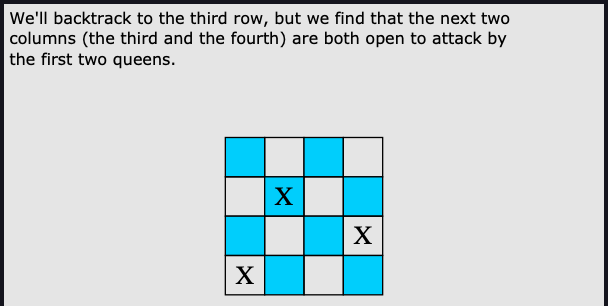 We'll backtrack to the third row, but we find that the next two
columns (the third and the fourth) are both open to attack by
the first two queens.
X
X
X